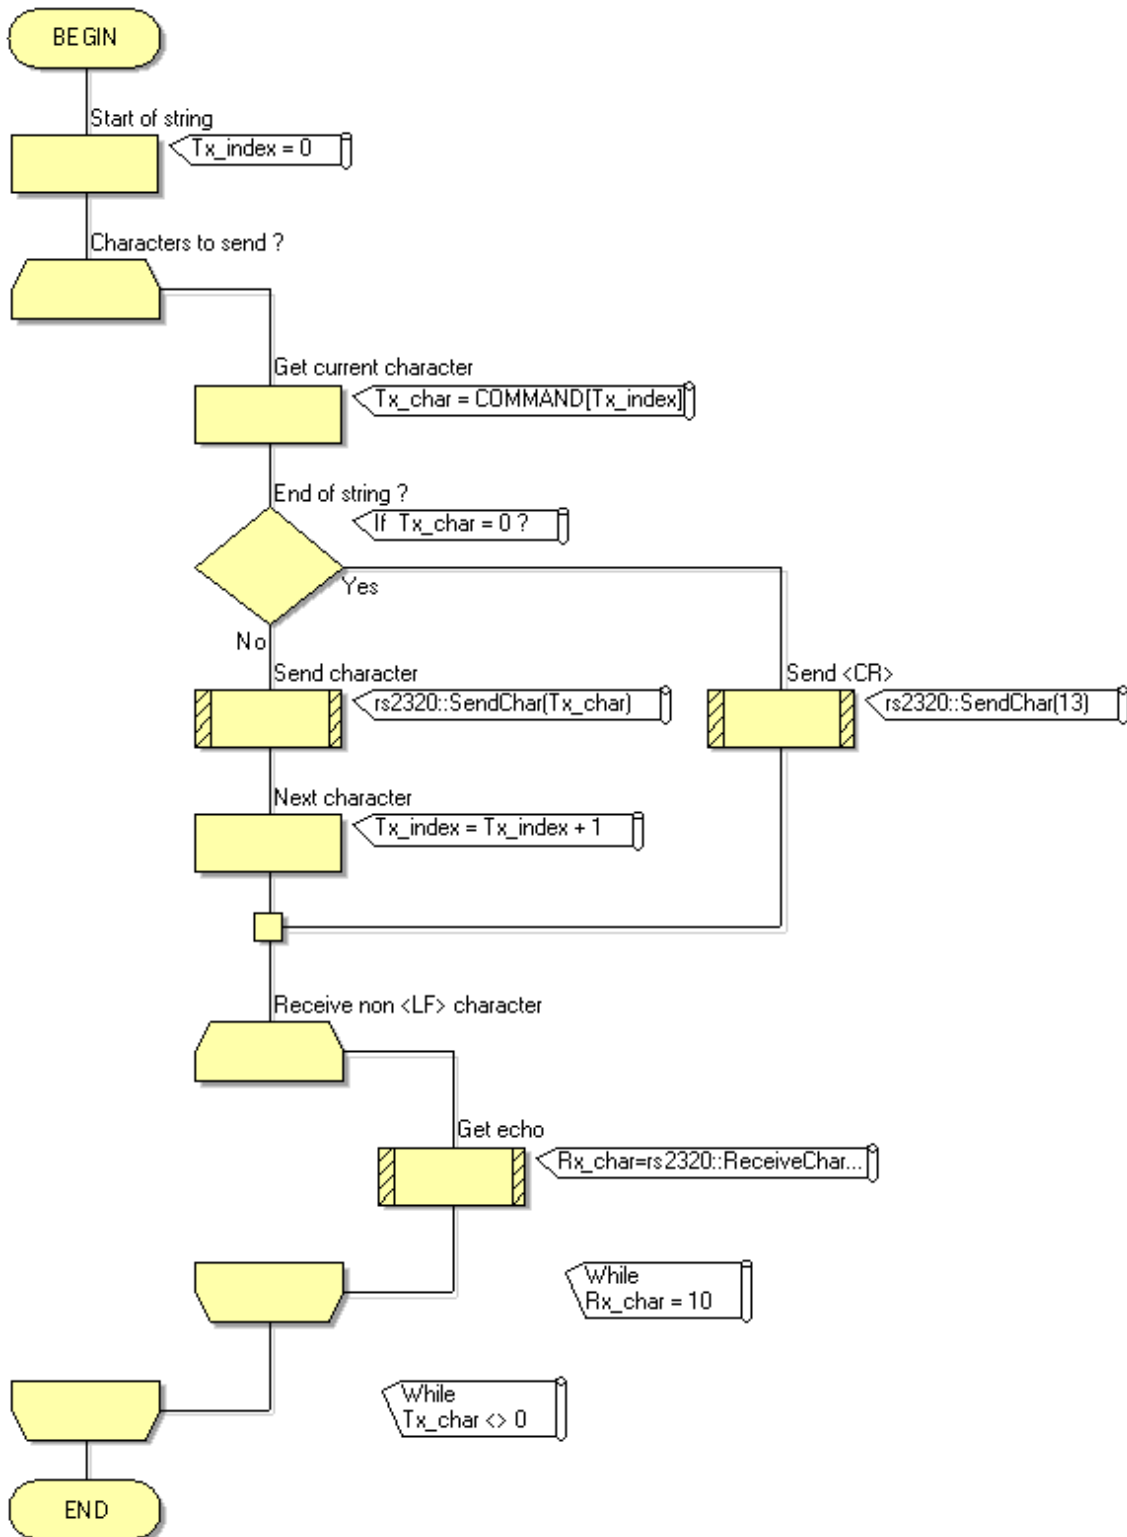 BEGIN
Start of string
Tx_index = 0
Characters to send ?
Get current character
Tx_char = COMMAND[Tx_index]
End of string ?
If Tx_char = 0 ?
Yes
No
Send character
rs2320::SendChar(Tx_char)
Send <CR>
rs2320::SendChar(13)
Next character
Tx_index = Tx_index + 1
Receive non <LF> character
Get echo
Rx_char=rs2320::ReceiveChar...
While
Rx_char = 10
While
Tx_char <> 0
END